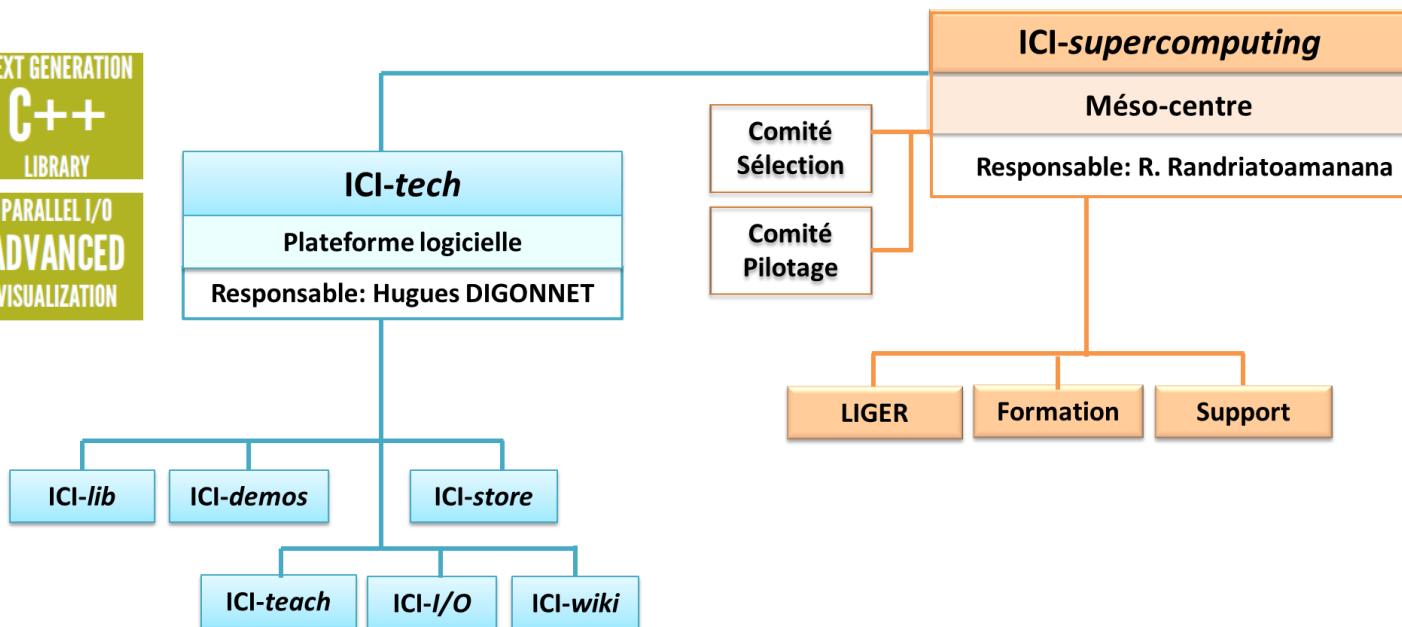 EXT GENERATION
C++
LIBRARY
PARALLEL I/O
ADVANCED
VISUALIZATION
ICI-tech
Plateforme logicielle
Responsable: Hugues DIGONNET
ICI-lib
ICI-demos
ICI-store
ICI-teach
ICI-I/O
ICI-wiki
ICI-supercomputing
Méso-centre
Responsable: R. Randriatoamanana
Comité
Sélection
Comité
Pilotage
LIGER
Formation
Support